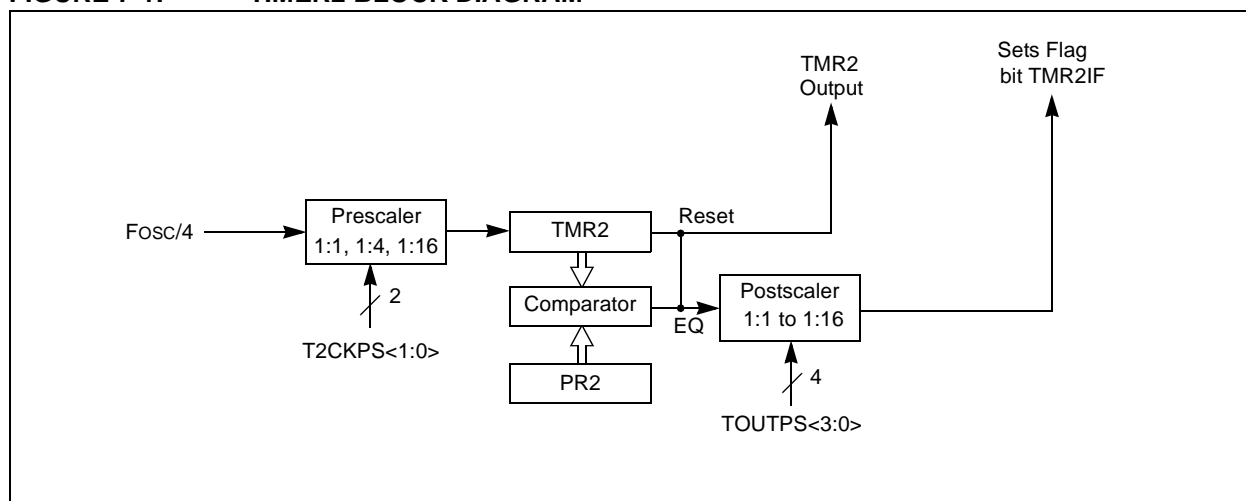 TMR2
Output
Sets Flag
bit TMR2IF
FOSC/4
Prescaler
1:1, 1:4, 1:16
2
T2CKPS<1:0>
TMR2
Reset
Comparator
EQ
PR2
Postscaler
1:1 to 1:16
4
TOUTPS<3:0>